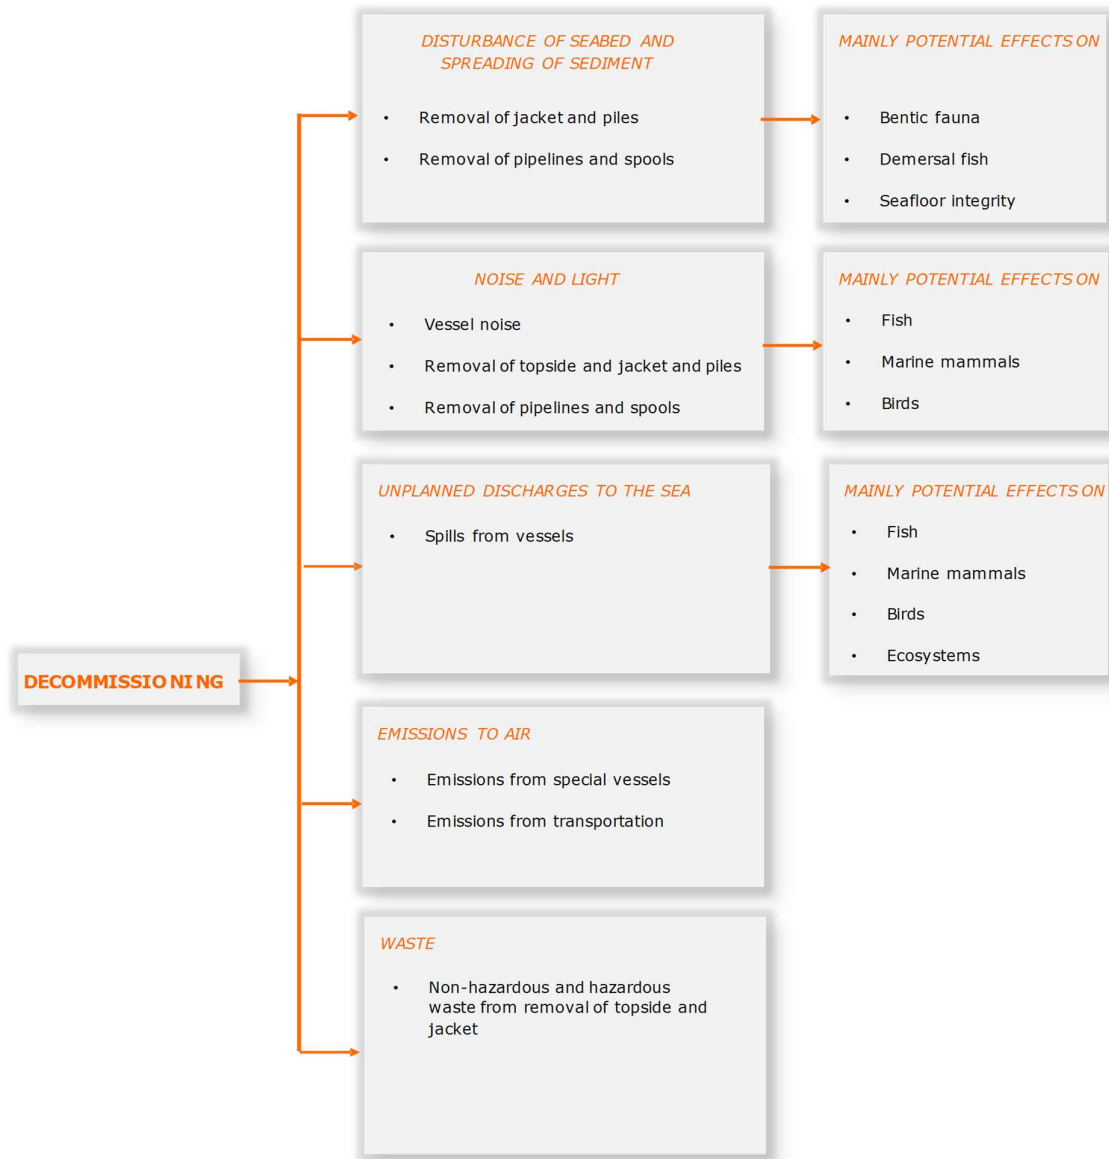 DISTURBANCE OF SEABED AND
SPREADING OF SEDIMENT
• Removal of jacket and piles
• Removal of pipelines and spools
MAINLY POTENTIAL EFFECTS ON
• Bentic fauna
• Demersal fish
• Seafloor integrity
NOISE AND LIGHT
• Vessel noise
• Removal of topside and jacket and piles
• Removal of pipelines and spools
MAINLY POTENTIAL EFFECTS ON
• Fish
• Marine mammals
• Birds
UNPLANNED DISCHARGES TO THE SEA
• Spills from vessels
MAINLY POTENTIAL EFFECTS ON
• Fish
• Marine mammals
• Birds
• Ecosystems
DECOMMISSIONING
EMISSIONS TO AIR
• Emissions from special vessels
• Emissions from transportation
WASTE
• Non-hazardous and hazardous
waste from removal of topside and
jacket